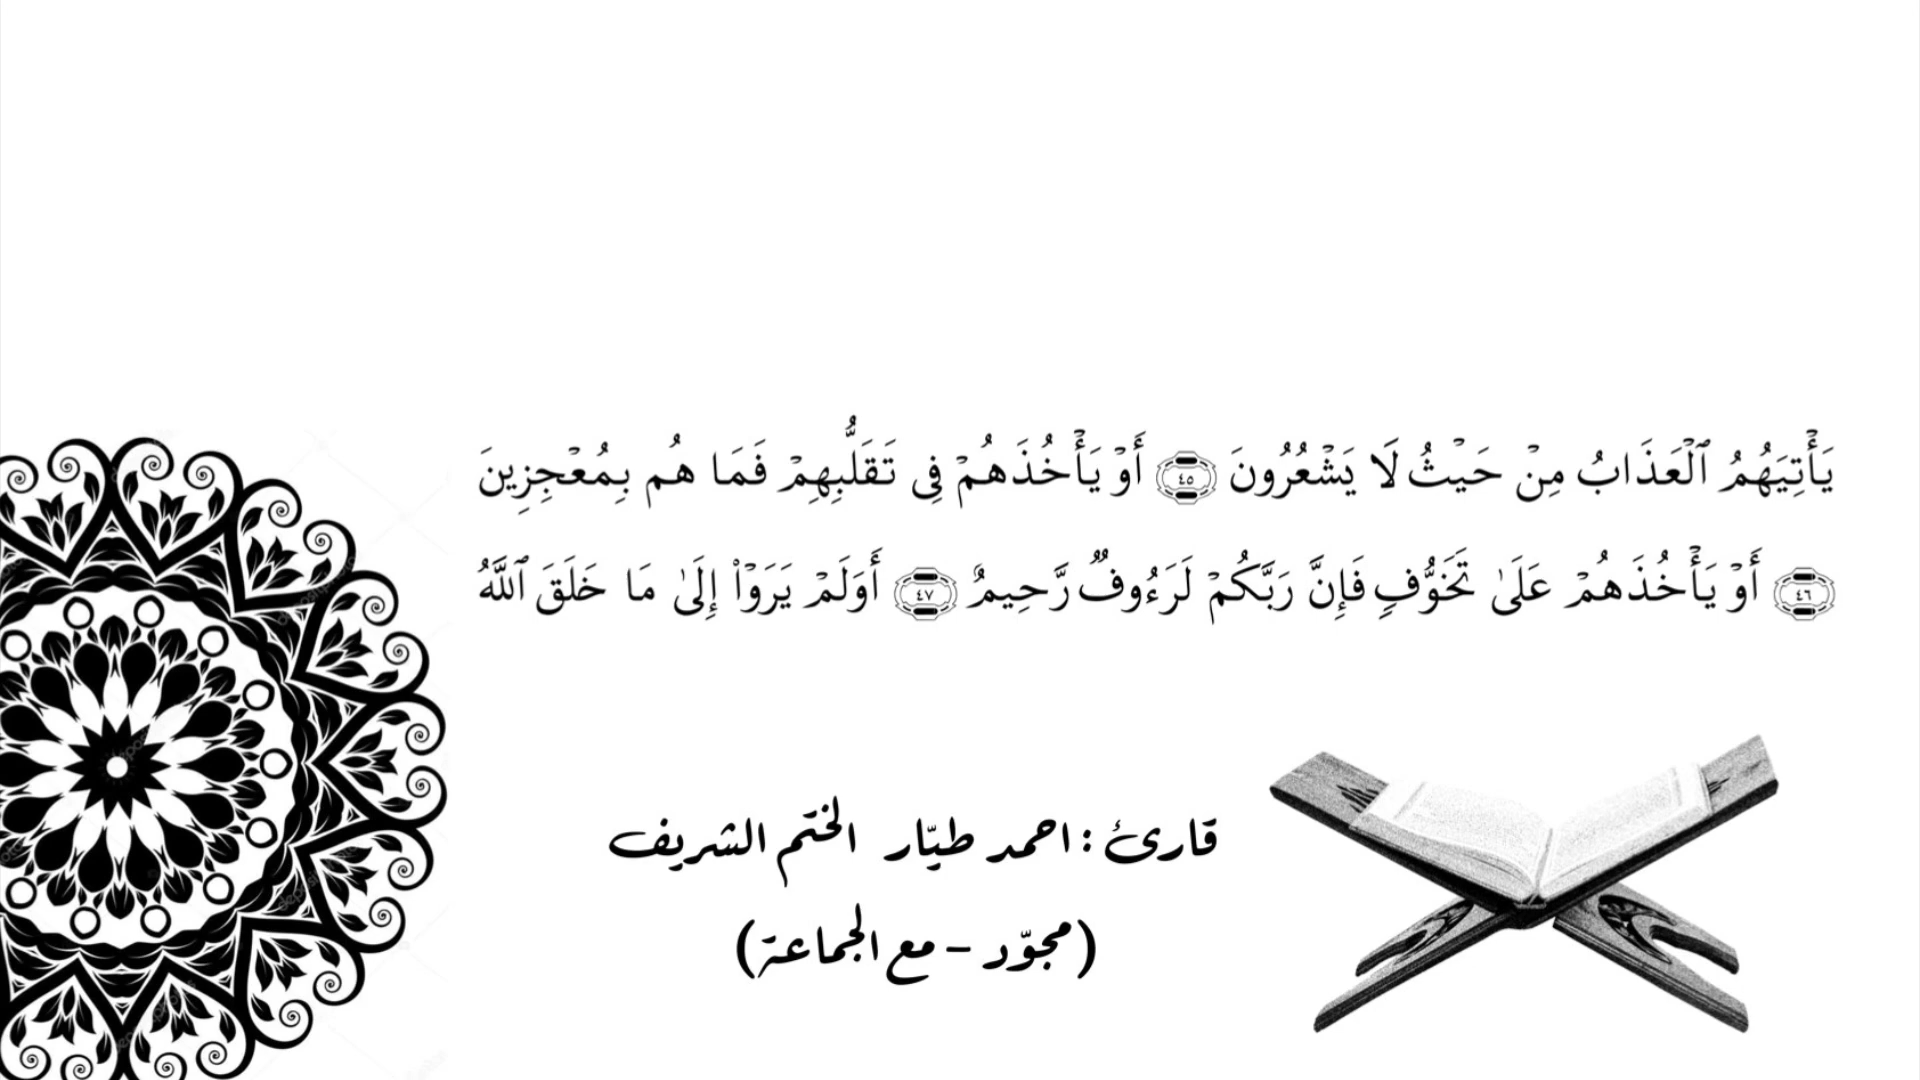 يَأْتِيَهُمُ ٱلْعَذَابُ مِنْ حَيْثُ لَا يَشْعُرُونَ ٤٥ أَوْ يَأْخُذَهُمْ فِى تَقَلُّبِهِمْ فَمَا هُم بِمُعْجِزِينَ
٤٦ أَوْ يَأْخُذَهُمْ عَلَىٰ تَخَوُّفٍ فَإِنَّ رَبَّكُمْ لَرَءُوفٌ رَّحِيمٌ ٤٧ أَوَلَمْ يَرَوْا۟ إِلَىٰ مَا خَلَقَ ٱللَّهُ
قارئ : احمد طيّار الختم الشريف
(مجوّد - مع الجماعة)